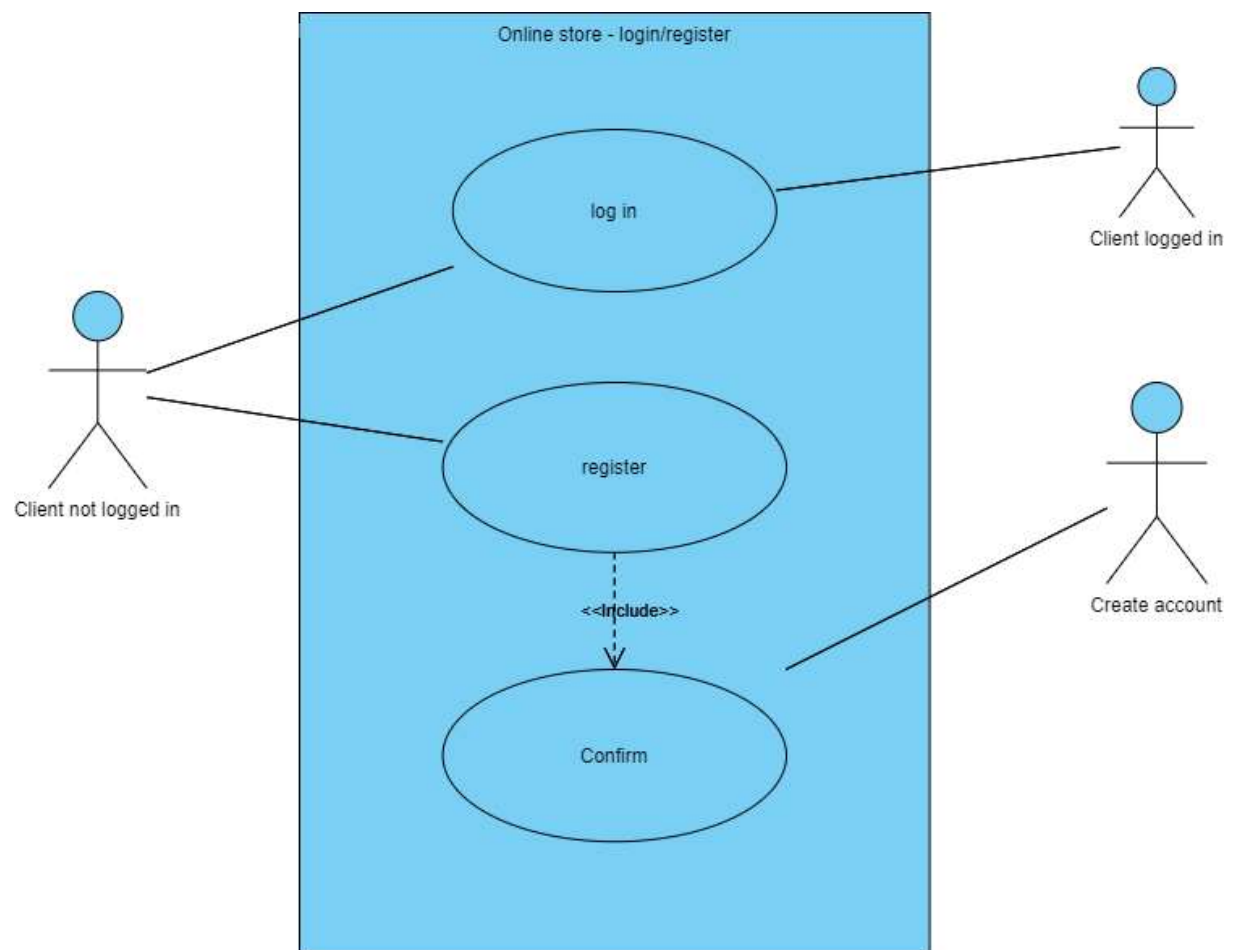 Online store - login/register
log in
Client logged in
register
Client not logged in
<<Include>>
Create account
Confirm